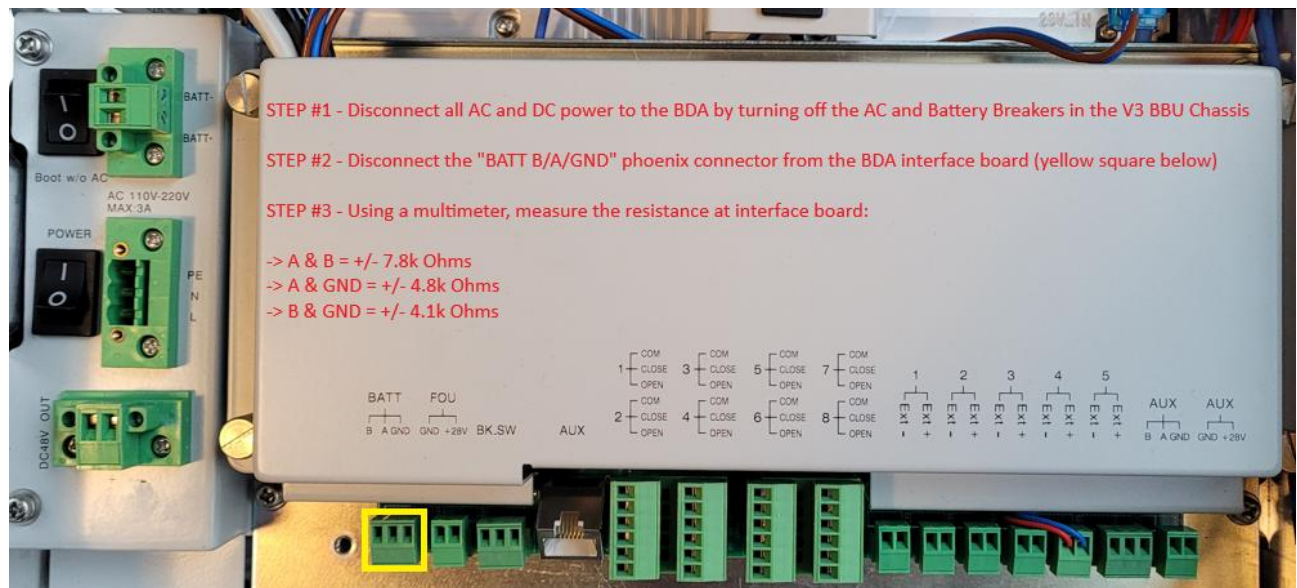 STEP #1 - Disconnect all AC and DC power to the BDA by turning off the AC and Battery Breakers in the V3 BBU Chassis
STEP #2 - Disconnect the "BATT B/A/GND" phoenix connector from the BDA interface board (yellow square below)
STEP #3 - Using a multimeter, measure the resistance at interface board:
-> A & B = +/- 7.8k Ohms
-> A & GND = +/- 4.8k Ohms
-> B & GND = +/- 4.1k Ohms
BATT-
BATT-
Boot w/o AC
AC 110V-220V
MAX:3A
POWER
PE
N
L
DC48V OUT
BATT
B A GND
FOU
GND +28V
BK.SW
AUX
1 COM CLOSE OPEN
3 COM CLOSE OPEN
5 COM CLOSE OPEN
7 COM CLOSE OPEN
2 COM CLOSE OPEN
4 COM CLOSE OPEN
6 COM CLOSE OPEN
8 COM CLOSE OPEN
1 2 3 4 5
Ext - Ext + Ext - Ext + Ext - Ext + Ext - Ext + Ext - Ext +
AUX
B A GND
AUX
GND +28V